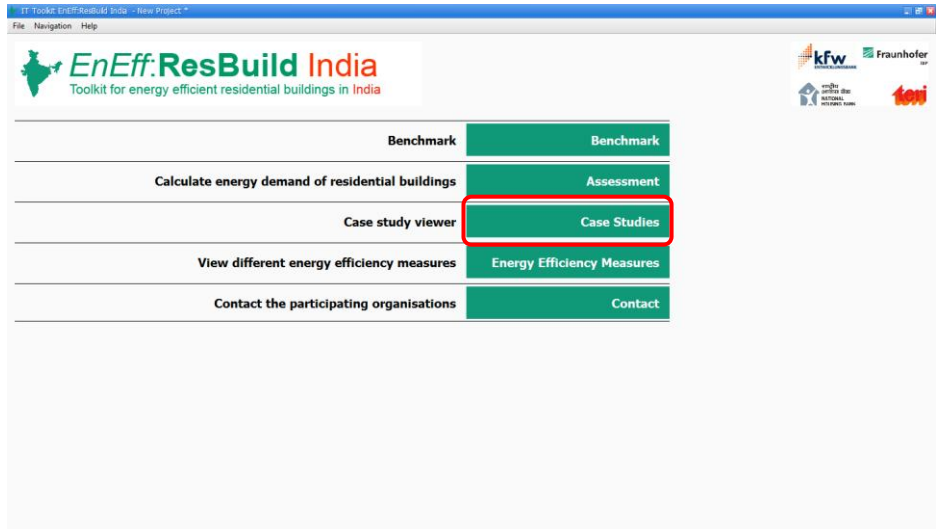 IT Toolkit EnEff:ResBuild India - New Project *
File Navigation Help
EnEff:ResBuild India
Toolkit for energy efficient residential buildings in India
kfw
Fraunhofer
NATIONAL
HOUSING BANK
teri
Benchmark Benchmark
Calculate energy demand of residential buildings Assessment
Case study viewer Case Studies
View different energy efficiency measures Energy Efficiency Measures
Contact the participating organisations Contact